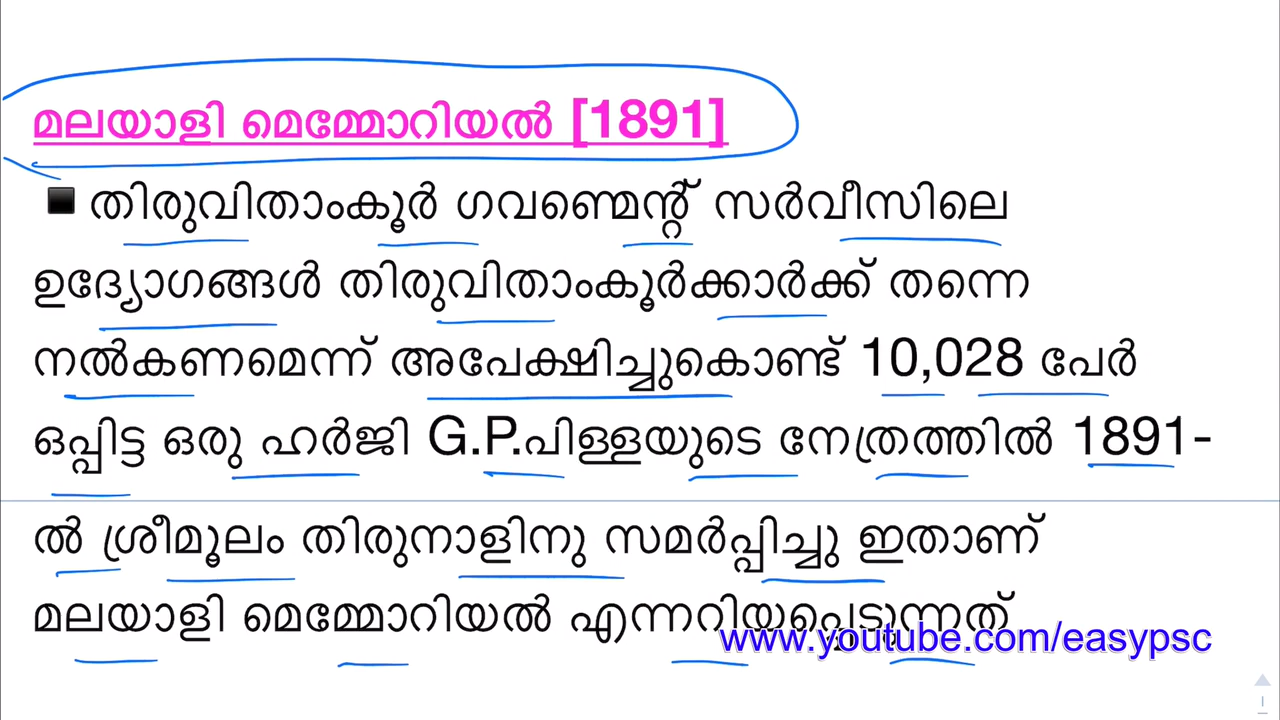 മലയാളി മെമ്മോറിയൽ [1891]
▪ തിരുവിതാംകൂർ ഗവണ്മെന്റ് സർവീസിലെ
ഉദ്യോഗങ്ങൾ തിരുവിതാംകൂർക്കാർക്ക് തന്നെ
നൽകണമെന്ന് അപേക്ഷിച്ചുകൊണ്ട് 10,028 പേർ
ഒപ്പിട്ട ഒരു ഹർജി G.P.പിള്ളയുടെ നേത്രത്തിൽ 1891-
ൽ ശ്രീമൂലം തിരുനാളിനു സമർപ്പിച്ചു ഇതാണ്
മലയാളി മെമ്മോറിയൽ എന്നറിയപ്പെടുന്നത്
www.youtube.com/easypsc